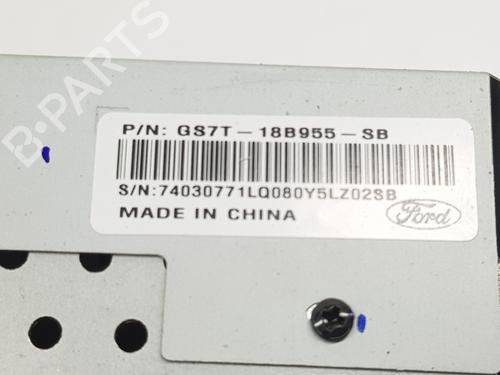 P/N: GS7T-18B955-SB
S/N:74030771LQ080Y5LZ02SB
MADE IN CHINA
Ford
B-PARTS